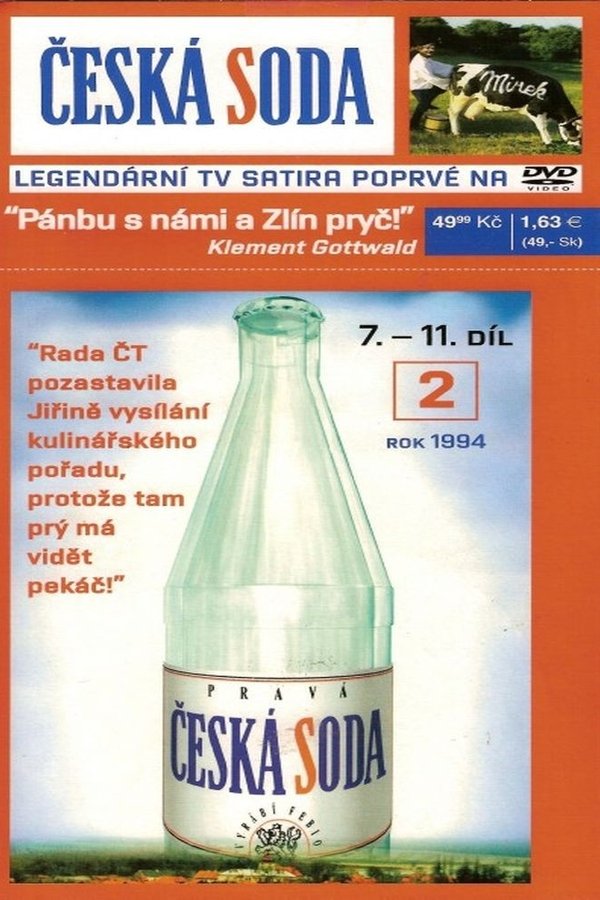 ČESKÁ SODA
Mirek
LEGENDÁRNÍ TV SATIRA POPRVÉ NA DVD
VIDEO
“Pánbu s námi a Zlín pryč!”
Klement Gottwald
49⁹⁹ Kč
1,63 €
(49,- Sk)
7. – 11. DÍL
2
ROK 1994
“Rada ČT
pozastavila
Jiřině vysílání
kulinářského
pořadu,
protože tam
prý má
vidět
pekáč!”
PRAVÁ
ČESKÁ SODA
VYRÁBÍ FEBIO